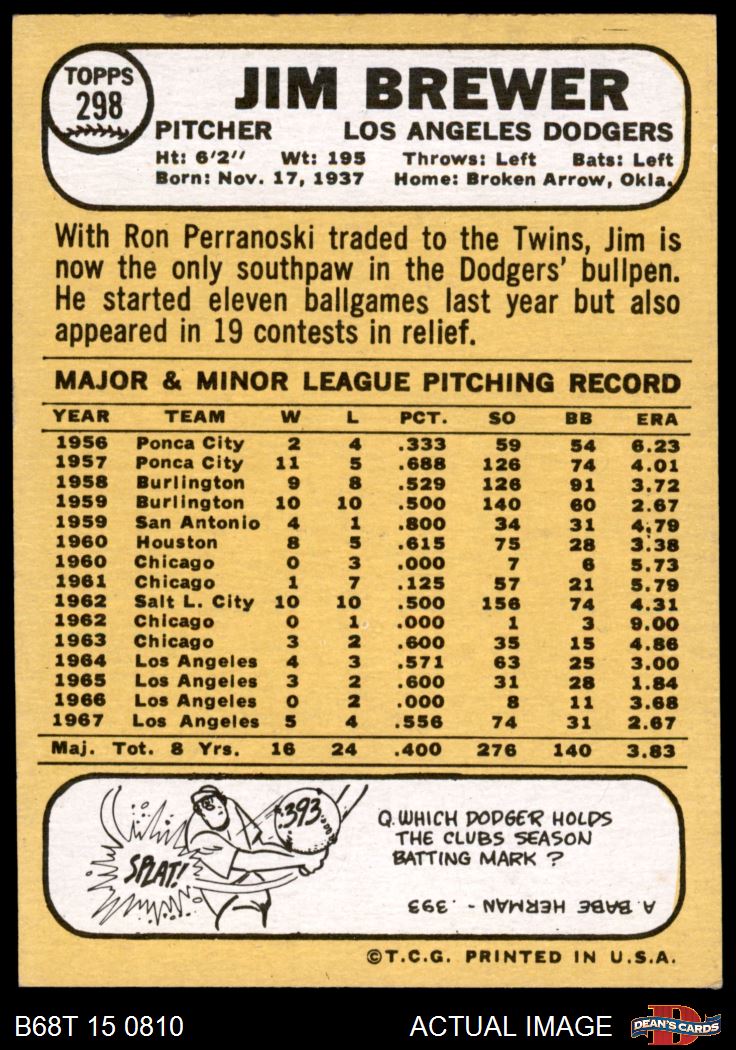 TOPPS
298
JIM BREWER
PITCHER LOS ANGELES DODGERS
Ht: 6'2'' Wt: 195 Throws: Left Bats: Left
Born: Nov. 17, 1937 Home: Broken Arrow, Okla.
With Ron Perranoski traded to the Twins, Jim is
now the only southpaw in the Dodgers' bullpen.
He started eleven ballgames last year but also
appeared in 19 contests in relief.
MAJOR & MINOR LEAGUE PITCHING RECORD
YEAR TEAM W L PCT. SO BB ERA
1956 Ponca City 2 4 .333 59 54 6.23
1957 Ponca City 11 5 .688 126 74 4.01
1958 Burlington 9 8 .529 126 91 3.72
1959 Burlington 10 10 .500 140 60 2.67
1959 San Antonio 4 1 .800 34 31 4.79
1960 Houston 8 5 .615 75 28 3.38
1960 Chicago 0 3 .000 7 6 5.73
1961 Chicago 1 7 .125 57 21 5.79
1962 Salt L. City 10 10 .500 156 74 4.31
1962 Chicago 0 1 .000 1 3 9.00
1963 Chicago 3 2 .600 35 15 4.86
1964 Los Angeles 4 3 .571 63 25 3.00
1965 Los Angeles 3 2 .600 31 28 1.84
1966 Los Angeles 0 2 .000 8 11 3.68
1967 Los Angeles 5 4 .556 74 31 2.67
Maj. Tot. 8 Yrs. 16 24 .400 276 140 3.83
.393
SPLAT!
Q. WHICH DODGER HOLDS
THE CLUBS SEASON
BATTING MARK ?
A. BABE HERMAN - .393
©T.C.G. PRINTED IN U.S.A.
B68T 15 0810 ACTUAL IMAGE
D
DEAN'S CARDS